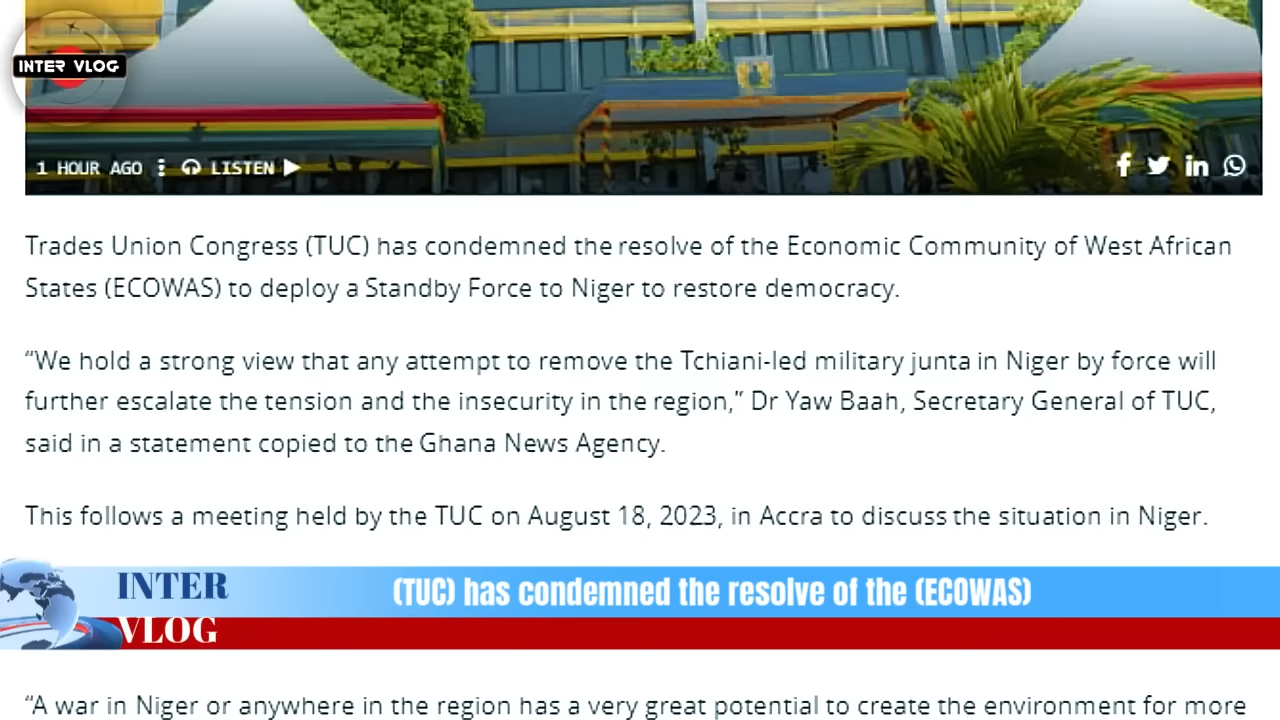 INTER VLOG
1 HOUR AGO
LISTEN
Trades Union Congress (TUC) has condemned the resolve of the Economic Community of West African
States (ECOWAS) to deploy a Standby Force to Niger to restore democracy.
“We hold a strong view that any attempt to remove the Tchiani-led military junta in Niger by force will
further escalate the tension and the insecurity in the region,” Dr Yaw Baah, Secretary General of TUC,
said in a statement copied to the Ghana News Agency.
This follows a meeting held by the TUC on August 18, 2023, in Accra to discuss the situation in Niger.
INTER
VLOG
(TUC) has condemned the resolve of the (ECOWAS)
“A war in Niger or anywhere in the region has a very great potential to create the environment for more